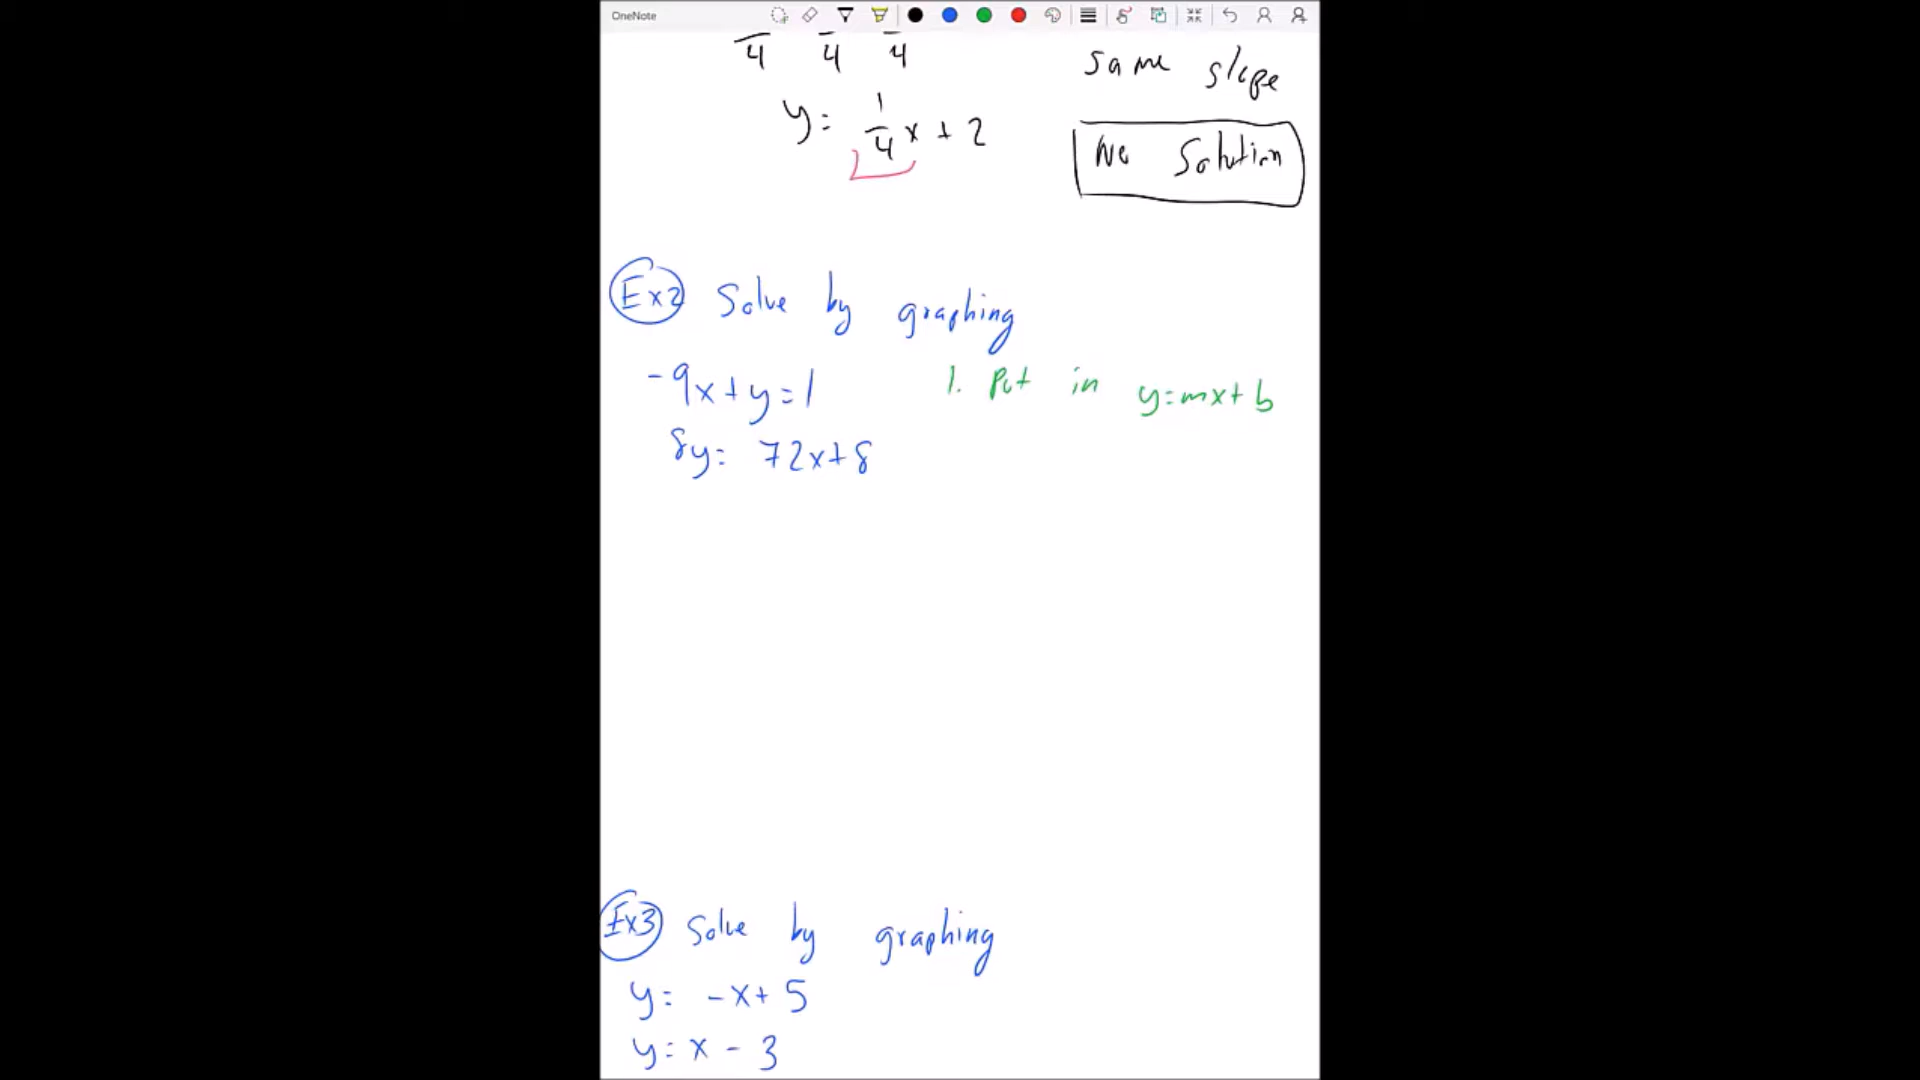 OneNote
4 4 4
y = 1/4 x + 2
same slope
No Solution
Ex2 Solve by graphing
-9x + y = 1
8y = 72x + 8
1. Put in y = mx + b
Ex3 Solve by graphing
y = -x + 5
y = x - 3